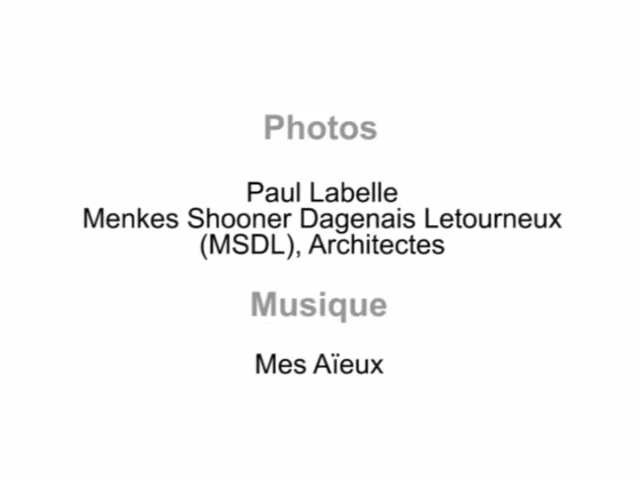 Photos
Paul Labelle
Menkes Shooner Dagenais Letourneux
(MSDL), Architectes
Musique
Mes Aïeux